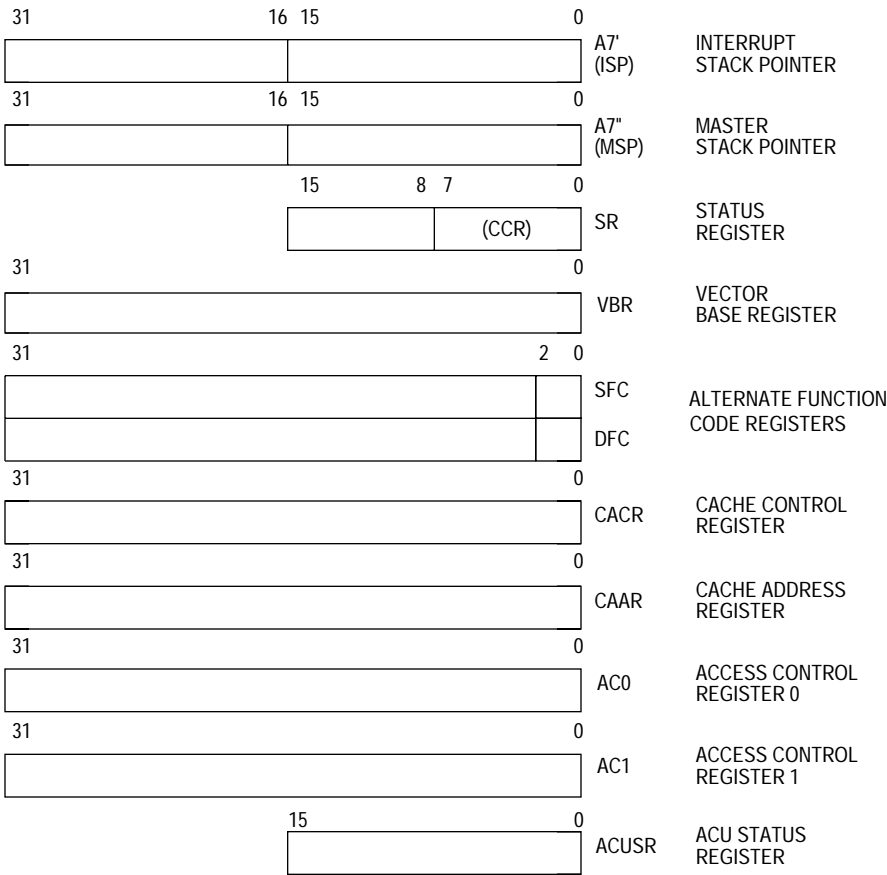 31 16 15 0
A7' INTERRUPT
(ISP) STACK POINTER
31 16 15 0
A7" MASTER
(MSP) STACK POINTER
15 8 7 0
(CCR) SR STATUS
REGISTER
31 0
VBR VECTOR
BASE REGISTER
31 2 0
SFC ALTERNATE FUNCTION
DFC CODE REGISTERS
31 0
CACR CACHE CONTROL
REGISTER
31 0
CAAR CACHE ADDRESS
REGISTER
31 0
AC0 ACCESS CONTROL
REGISTER 0
31 0
AC1 ACCESS CONTROL
REGISTER 1
15 0
ACUSR ACU STATUS
REGISTER